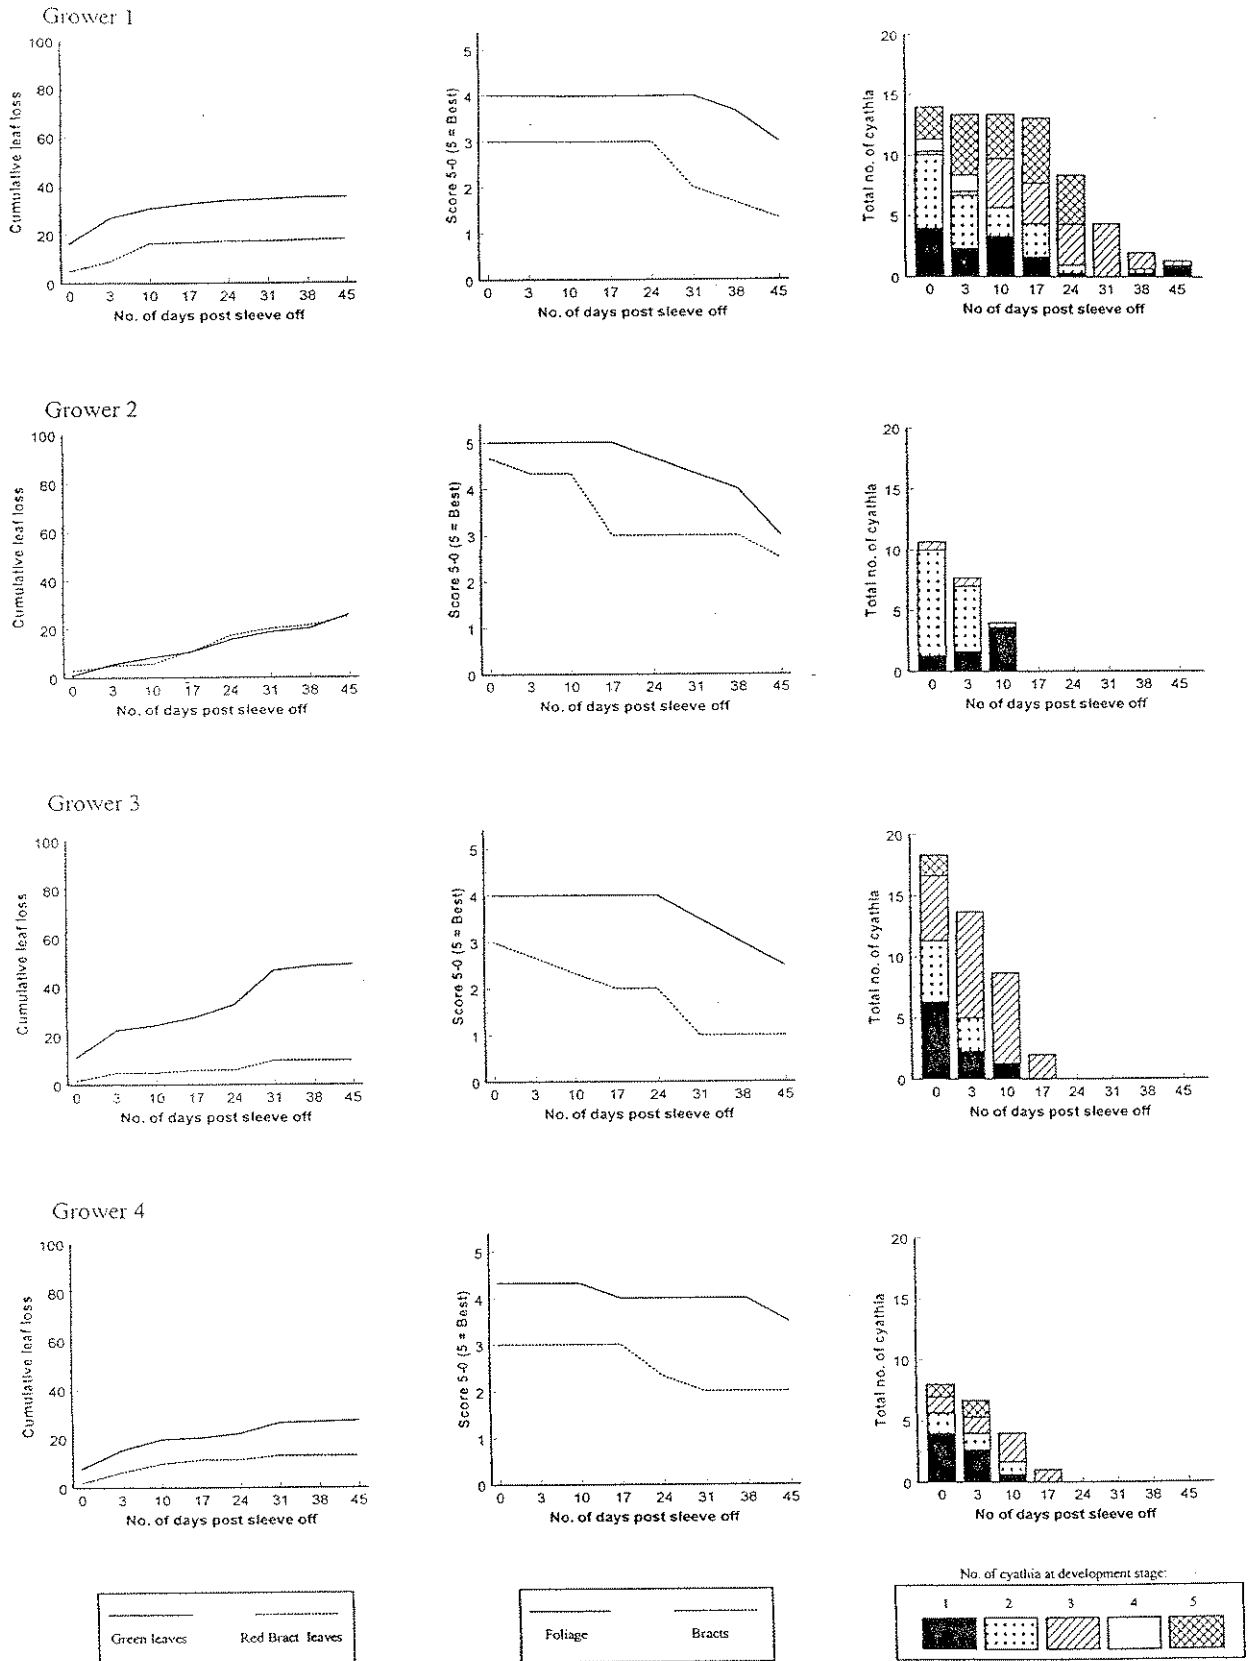 Grower 1
100
80
60
40
20
0
Cumulative leaf loss
0 3 10 17 24 31 38 45
No. of days post sleeve off
5
4
3
2
1
0
Score 5-0 (5 = Best)
0 3 10 17 24 31 38 45
No. of days post sleeve off
20
15
10
5
0
Total no. of cyathia
0 3 10 17 24 31 38 45
No of days post sleeve off
Grower 2
100
80
60
40
20
0
Cumulative leaf loss
0 3 10 17 24 31 38 45
No. of days post sleeve off
5
4
3
2
1
0
Score 5-0 (5 = Best)
0 3 10 17 24 31 38 45
No. of days post sleeve off
20
15
10
5
0
Total no. of cyathia
0 3 10 17 24 31 38 45
No of days post sleeve off
Grower 3
100
80
60
40
20
0
Cumulative leaf loss
0 3 10 17 24 31 38 45
No. of days post sleeve off
5
4
3
2
1
0
Score 5-0 (5 = Best)
0 3 10 17 24 31 38 45
No. of days post sleeve off
20
15
10
5
0
Total no. of cyathia
0 3 10 17 24 31 38 45
No of days post sleeve off
Grower 4
100
80
60
40
20
0
Cumulative leaf loss
0 3 10 17 24 31 38 45
No. of days post sleeve off
5
4
3
2
1
0
Score 5-0 (5 = Best)
0 3 10 17 24 31 38 45
No. of days post sleeve off
20
15
10
5
0
Total no. of cyathia
0 3 10 17 24 31 38 45
No of days post sleeve off
Green leaves Red Bract leaves
Foliage Bracts
No. of cyathia at development stage:
1 2 3 4 5